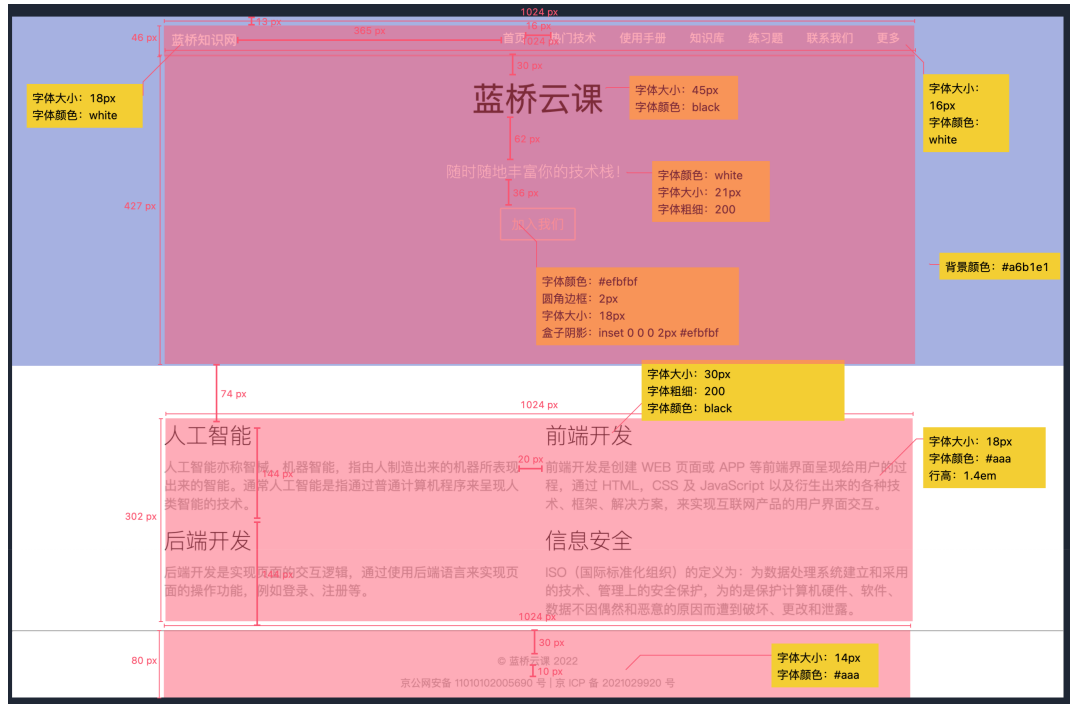 1024 px
13 px
16 px
46 px
蓝桥知识网
365 px
首页
热门技术
使用手册
知识库
练习题
联系我们
更多
1024 px
30 px
字体大小：18px
字体颜色：white
蓝桥云课
字体大小：45px
字体颜色：black
字体大小：
16px
字体颜色：
white
62 px
随时随地丰富你的技术栈！
字体颜色：white
字体大小：21px
字体粗细：200
36 px
427 px
加入我们
背景颜色：#a6b1e1
字体颜色：#efbfbf
圆角边框：2px
字体大小：18px
盒子阴影：inset 0 0 0 2px #efbfbf
74 px
字体大小：30px
字体粗细：200
字体颜色：black
1024 px
人工智能
人工智能亦称智械、机器智能，指由人制造出来的机器所表现
出来的智能。通常人工智能是指通过普通计算机程序来呈现人
类智能的技术。
144 px
20 px
前端开发
前端开发是创建 WEB 页面或 APP 等前端界面呈现给用户的过
程，通过 HTML，CSS 及 JavaScript 以及衍生出来的各种技
术、框架、解决方案，来实现互联网产品的用户界面交互。
字体大小：18px
字体颜色：#aaa
行高：1.4em
302 px
后端开发
后端开发是实现页面的交互逻辑，通过使用后端语言来实现页
面的操作功能，例如登录、注册等。
144 px
信息安全
ISO（国际标准化组织）的定义为：为数据处理系统建立和采用
的技术、管理上的安全保护，为的是保护计算机硬件、软件、
数据不因偶然和恶意的原因而遭到破坏、更改和泄露。
1024 px
80 px
30 px
© 蓝桥云课 2022
10 px
京公网安备 11010102005690 号 | 京 ICP 备 2021029920 号
字体大小：14px
字体颜色：#aaa